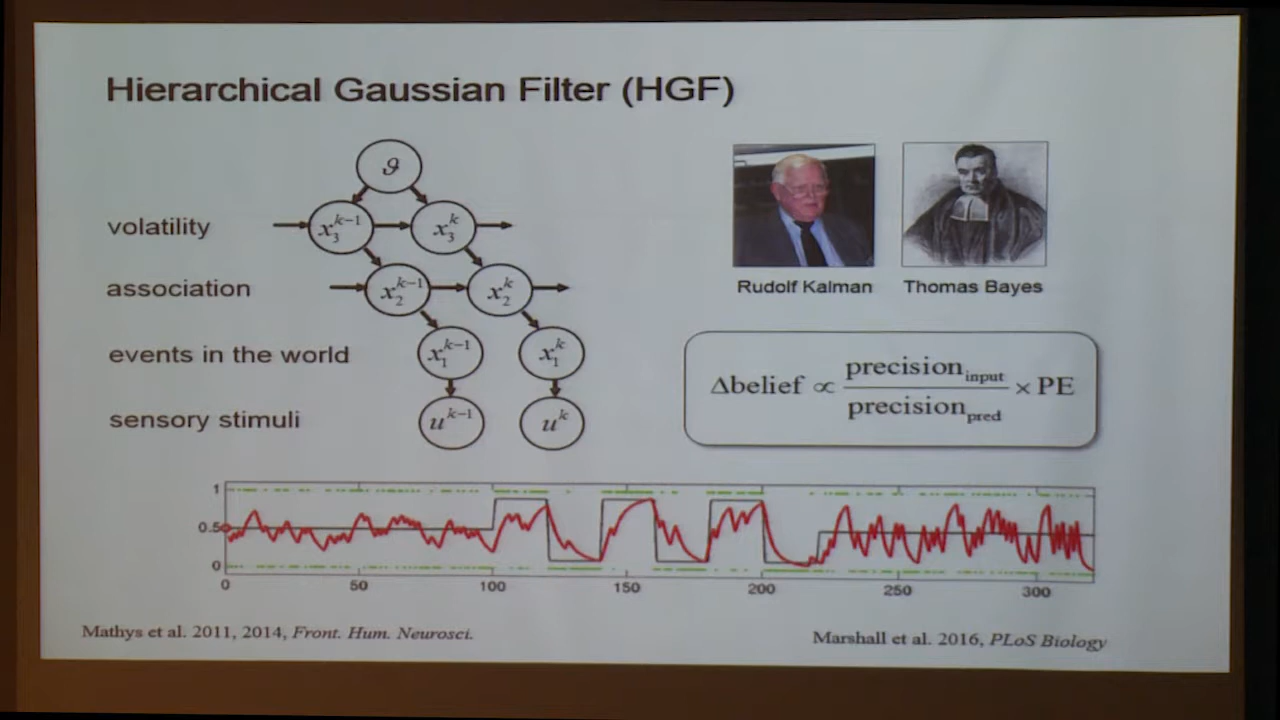 Hierarchical Gaussian Filter (HGF)
ϑ
volatility
x₃ᵏ⁻¹
x₃ᵏ
association
x₂ᵏ⁻¹
x₂ᵏ
events in the world
x₁ᵏ⁻¹
x₁ᵏ
sensory stimuli
uᵏ⁻¹
uᵏ
Rudolf Kalman
Thomas Bayes
Δbelief ∝ precision_input / precision_pred × PE
1
0.5
0
0 50 100 150 200 250 300
Mathys et al. 2011, 2014, Front. Hum. Neurosci.
Marshall et al. 2016, PLoS Biology